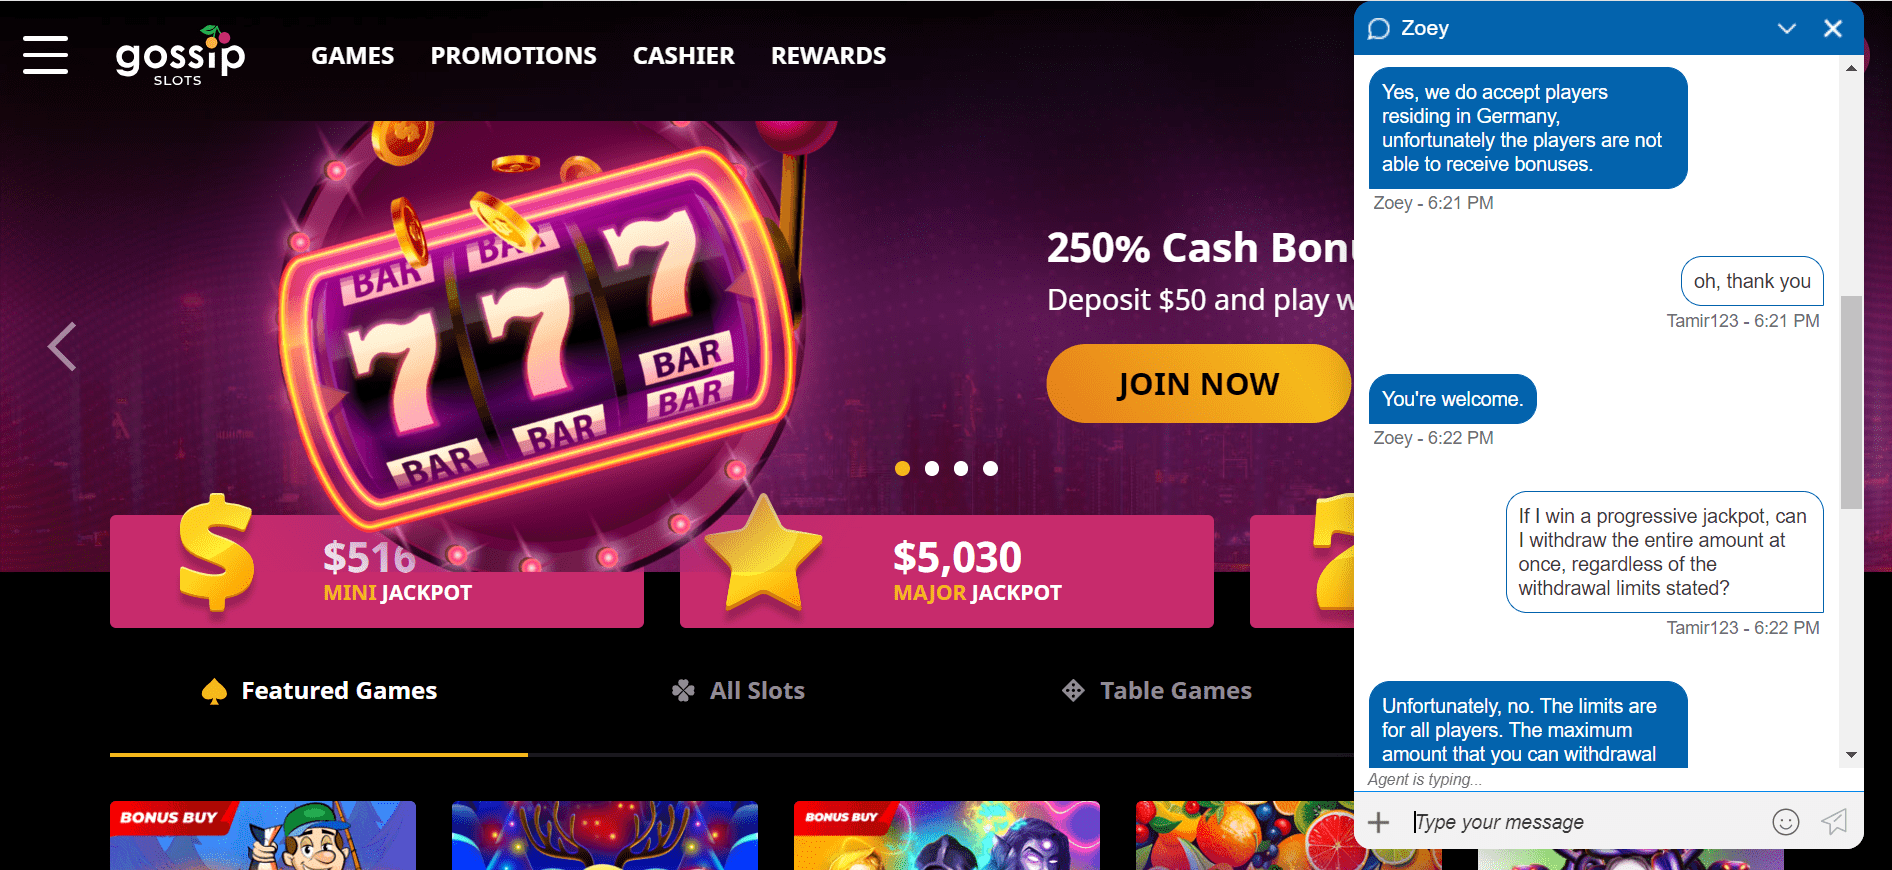 gossip
SLOTS
GAMES
PROMOTIONS
CASHIER
REWARDS
BAR
BAR
777
BAR
BAR
BAR
BAR
250% Cash
Deposit $50 and play
JOIN NOW
$516
MINI JACKPOT
$5,030
MAJOR JACKPOT
Featured Games
All Slots
Table Games
BONUS BUY
BONUS BUY
Zoey
Yes, we do accept players
residing in Germany,
unfortunately the players are not
able to receive bonuses.
Zoey - 6:21 PM
oh, thank you
Tamir123 - 6:21 PM
You're welcome.
Zoey - 6:22 PM
If I win a progressive jackpot, can
I withdraw the entire amount at
once, regardless of the
withdrawal limits stated?
Tamir123 - 6:22 PM
Unfortunately, no. The limits are
for all players. The maximum
amount that you can withdrawal
Agent is typing...
Type your message